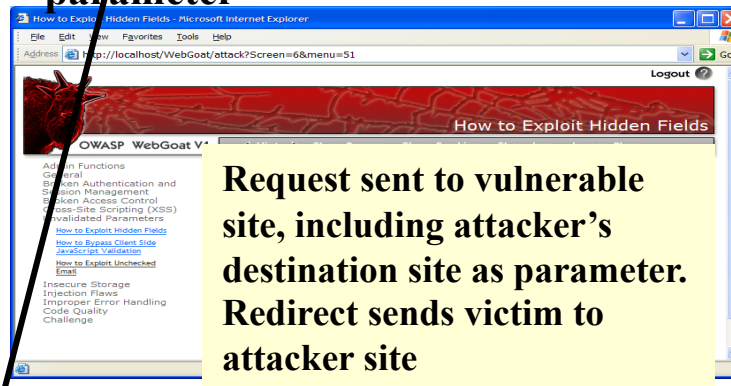 parameter
How to Exploit Hidden Fields - Microsoft Internet Explorer
File Edit View Favorites Tools Help
Address http://localhost/WebGoat/attack?Screen=6&menu=51 Go
Logout ?
How to Exploit Hidden Fields
OWASP WebGoat V
Admin Functions
General
Broken Authentication and
Session Management
Broken Access Control
Cross-Site Scripting (XSS)
Unvalidated Parameters
How to Exploit Hidden Fields
How to Bypass Client Side
JavaScript Validation
How to Exploit Unchecked
Email
Insecure Storage
Injection Flaws
Improper Error Handling
Code Quality
Challenge
Request sent to vulnerable
site, including attacker’s
destination site as parameter.
Redirect sends victim to
attacker site